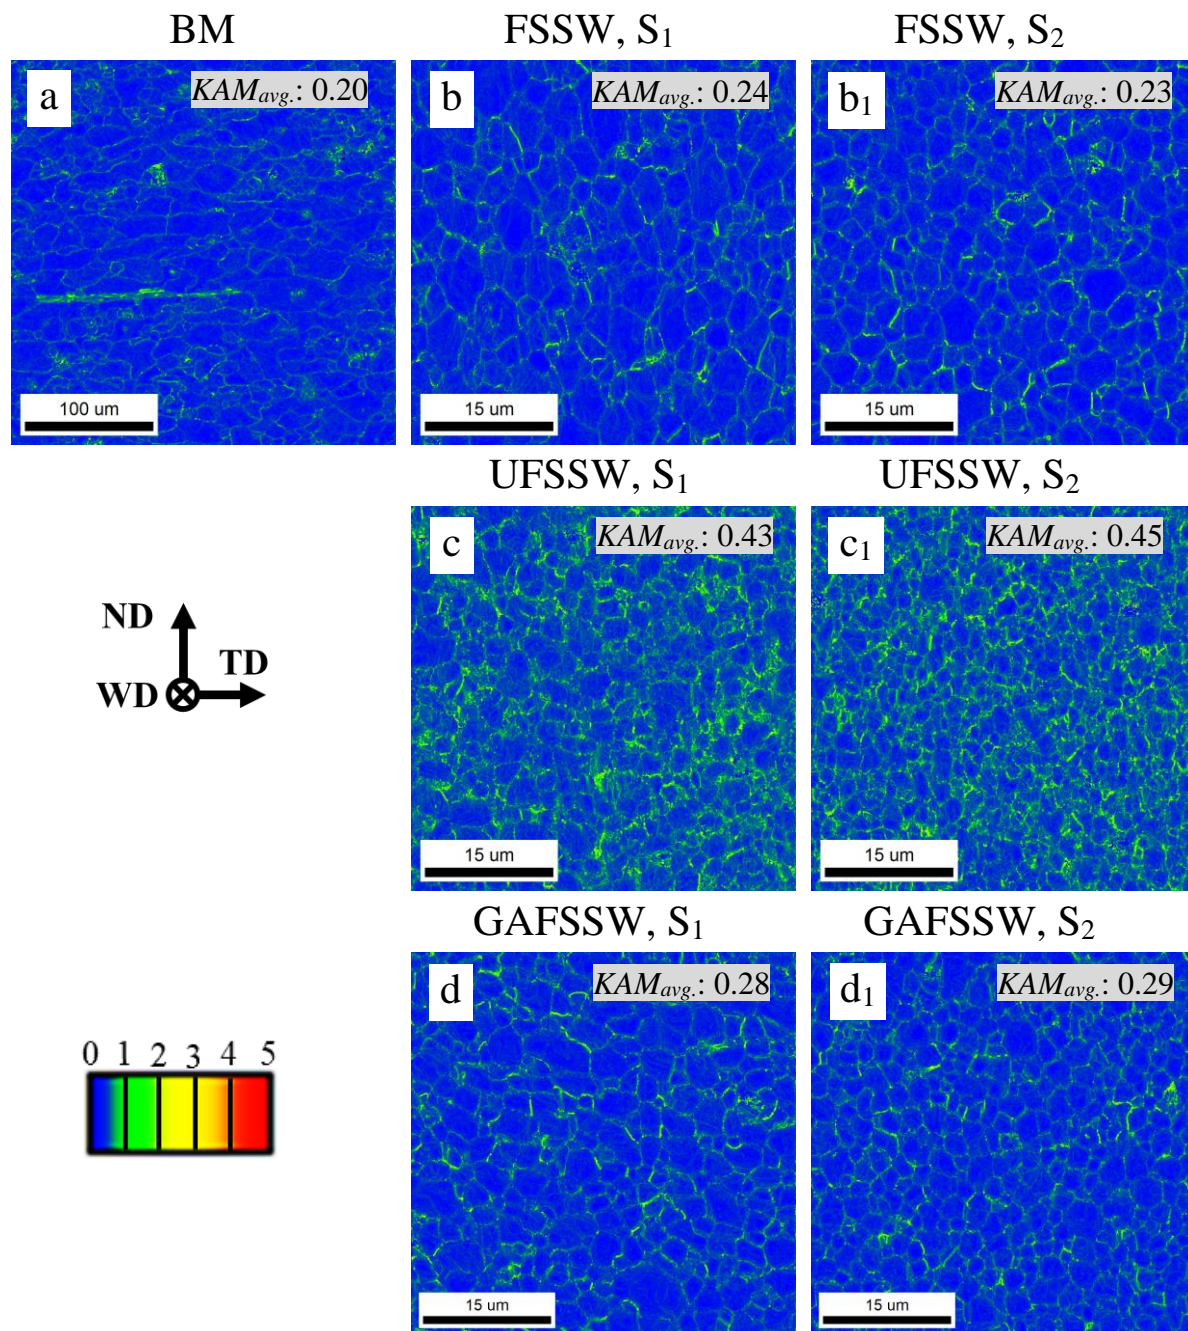 BM
FSSW, S₁
FSSW, S₂
a
KAMavg.: 0.20
b
KAMavg.: 0.24
b₁
KAMavg.: 0.23
100 um
15 um
15 um
UFSSW, S₁
UFSSW, S₂
c
KAMavg.: 0.43
c₁
KAMavg.: 0.45
ND
TD
WD
15 um
15 um
GAFSSW, S₁
GAFSSW, S₂
d
KAMavg.: 0.28
d₁
KAMavg.: 0.29
0 1 2 3 4 5
15 um
15 um